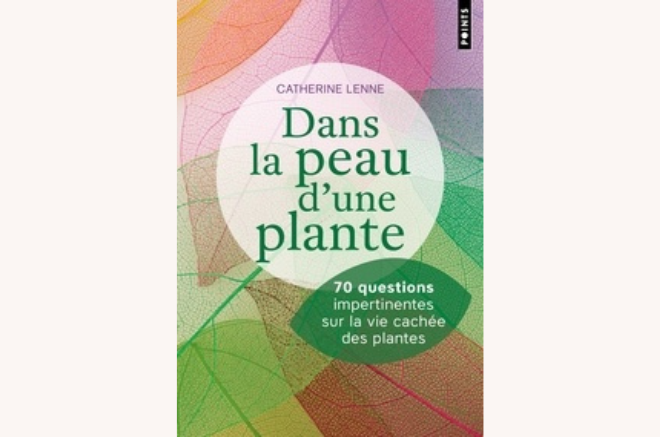 POINTS
CATHERINE LENNE
Dans
la peau
d'une
plante
70 questions
impertinentes
sur la vie cachée
des plantes